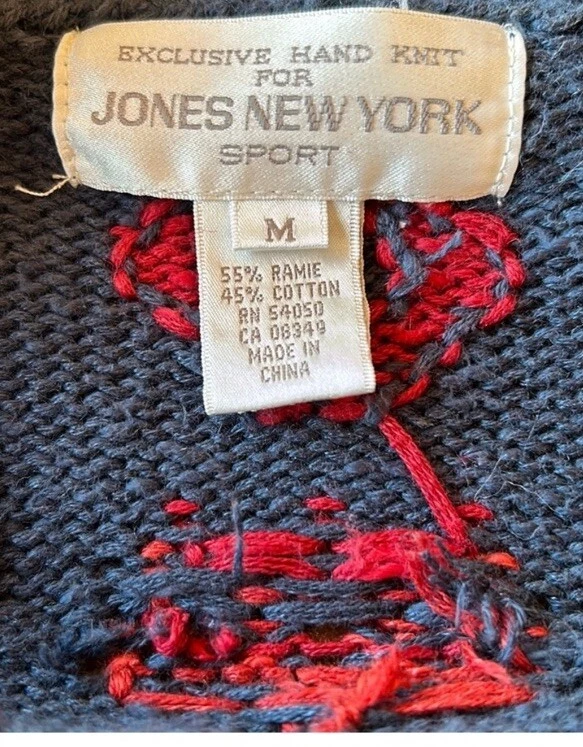 EXCLUSIVE HAND KNIT
FOR
JONES NEW YORK
SPORT
M
55% RAMIE
45% COTTON
RN 54050
CA 08349
MADE IN
CHINA